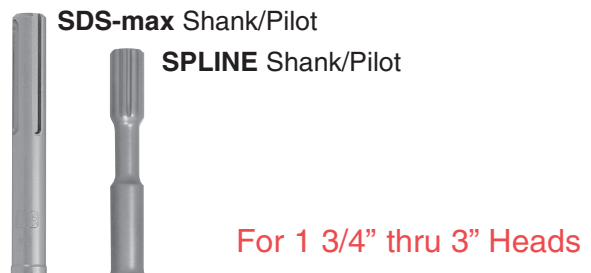 SDS-max Shank/Pilot
SPLINE Shank/Pilot
For 1 3/4” thru 3” Heads